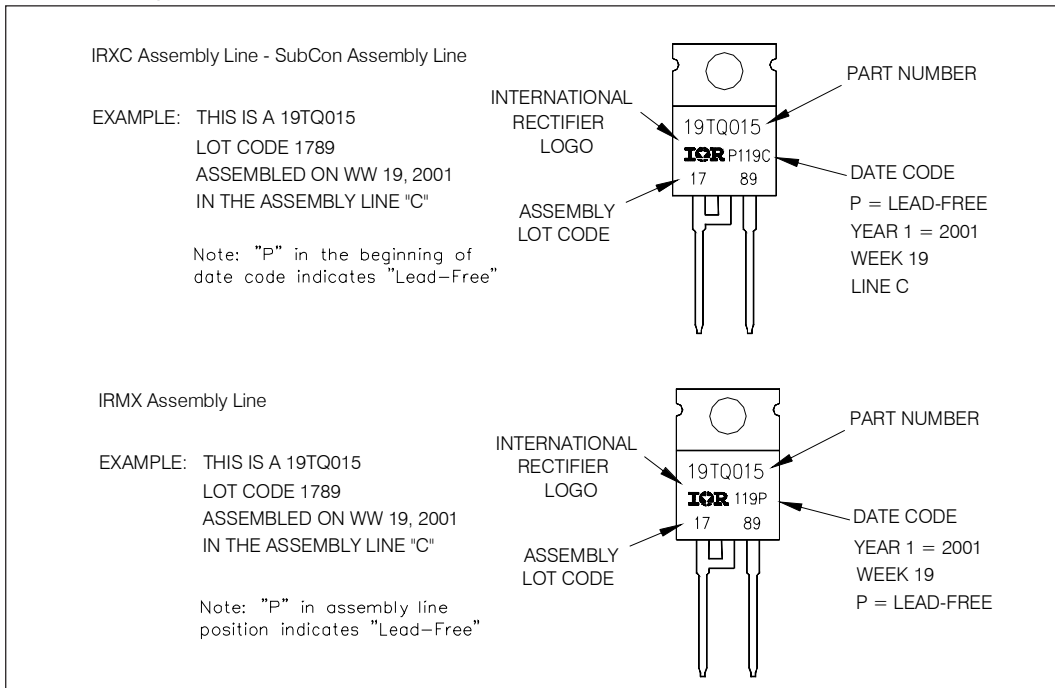 IRXC Assembly Line - SubCon Assembly Line
EXAMPLE: THIS IS A 19TQ015
LOT CODE 1789
ASSEMBLED ON WW 19, 2001
IN THE ASSEMBLY LINE "C"
Note: "P" in the beginning of
date code indicates "Lead-Free"
INTERNATIONAL
RECTIFIER
LOGO
ASSEMBLY
LOT CODE
19TQ015
IOR P119C
17 89
PART NUMBER
DATE CODE
P = LEAD-FREE
YEAR 1 = 2001
WEEK 19
LINE C
IRMX Assembly Line
EXAMPLE: THIS IS A 19TQ015
LOT CODE 1789
ASSEMBLED ON WW 19, 2001
IN THE ASSEMBLY LINE "C"
Note: "P" in assembly line
position indicates "Lead-Free"
INTERNATIONAL
RECTIFIER
LOGO
ASSEMBLY
LOT CODE
19TQ015
IOR 119P
17 89
PART NUMBER
DATE CODE
YEAR 1 = 2001
WEEK 19
P = LEAD-FREE